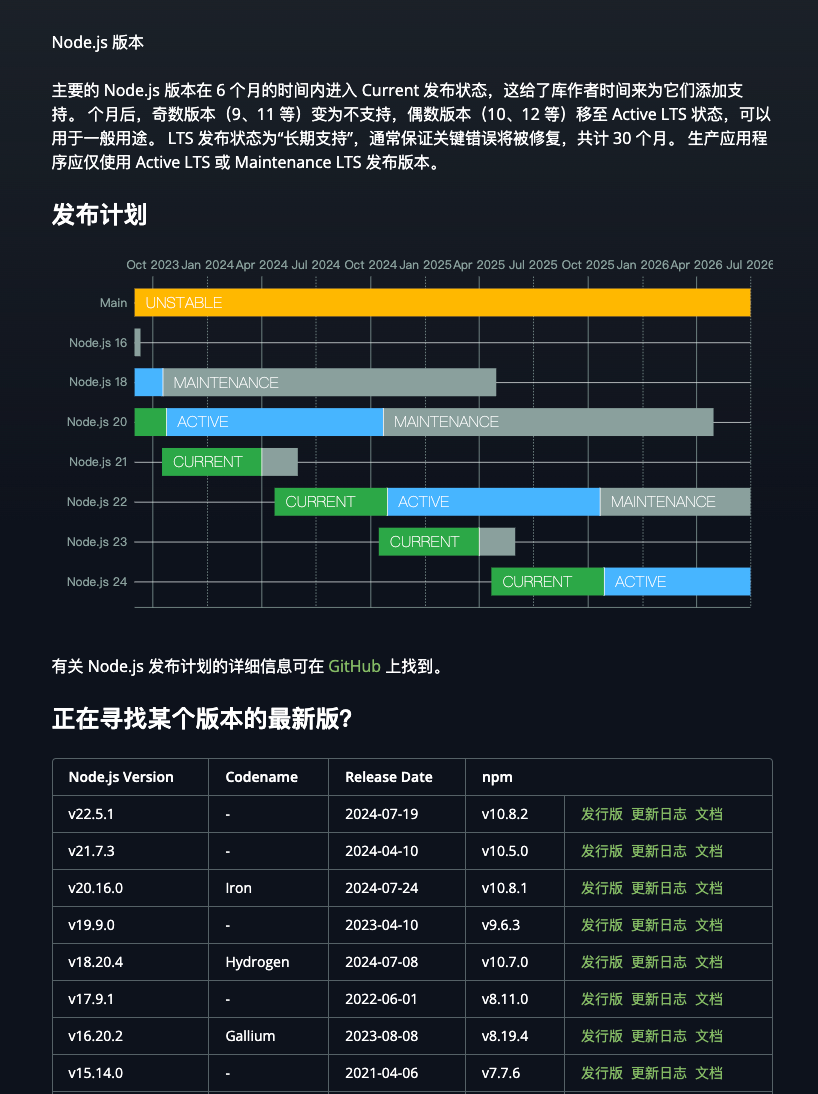 Node.js 版本
主要的 Node.js 版本在 6 个月的时间内进入 Current 发布状态，这给了库作者时间来为它们添加支
持。 个月后，奇数版本（9、11 等）变为不支持，偶数版本（10、12 等）移至 Active LTS 状态，可以
用于一般用途。 LTS 发布状态为“长期支持”，通常保证关键错误将被修复，共计 30 个月。 生产应用程
序应仅使用 Active LTS 或 Maintenance LTS 发布版本。
发布计划
Oct 2023 Jan 2024 Apr 2024 Jul 2024 Oct 2024 Jan 2025 Apr 2025 Jul 2025 Oct 2025 Jan 2026 Apr 2026 Jul 2026
Main UNSTABLE
Node.js 16
Node.js 18 MAINTENANCE
Node.js 20 ACTIVE MAINTENANCE
Node.js 21 CURRENT
Node.js 22 CURRENT ACTIVE MAINTENANCE
Node.js 23 CURRENT
Node.js 24 CURRENT ACTIVE
有关 Node.js 发布计划的详细信息可在 GitHub 上找到。
正在寻找某个版本的最新版?
Node.js Version Codename Release Date npm
v22.5.1 - 2024-07-19 v10.8.2 发行版 更新日志 文档
v21.7.3 - 2024-04-10 v10.5.0 发行版 更新日志 文档
v20.16.0 Iron 2024-07-24 v10.8.1 发行版 更新日志 文档
v19.9.0 - 2023-04-10 v9.6.3 发行版 更新日志 文档
v18.20.4 Hydrogen 2024-07-08 v10.7.0 发行版 更新日志 文档
v17.9.1 - 2022-06-01 v8.11.0 发行版 更新日志 文档
v16.20.2 Gallium 2023-08-08 v8.19.4 发行版 更新日志 文档
v15.14.0 - 2021-04-06 v7.7.6 发行版 更新日志 文档